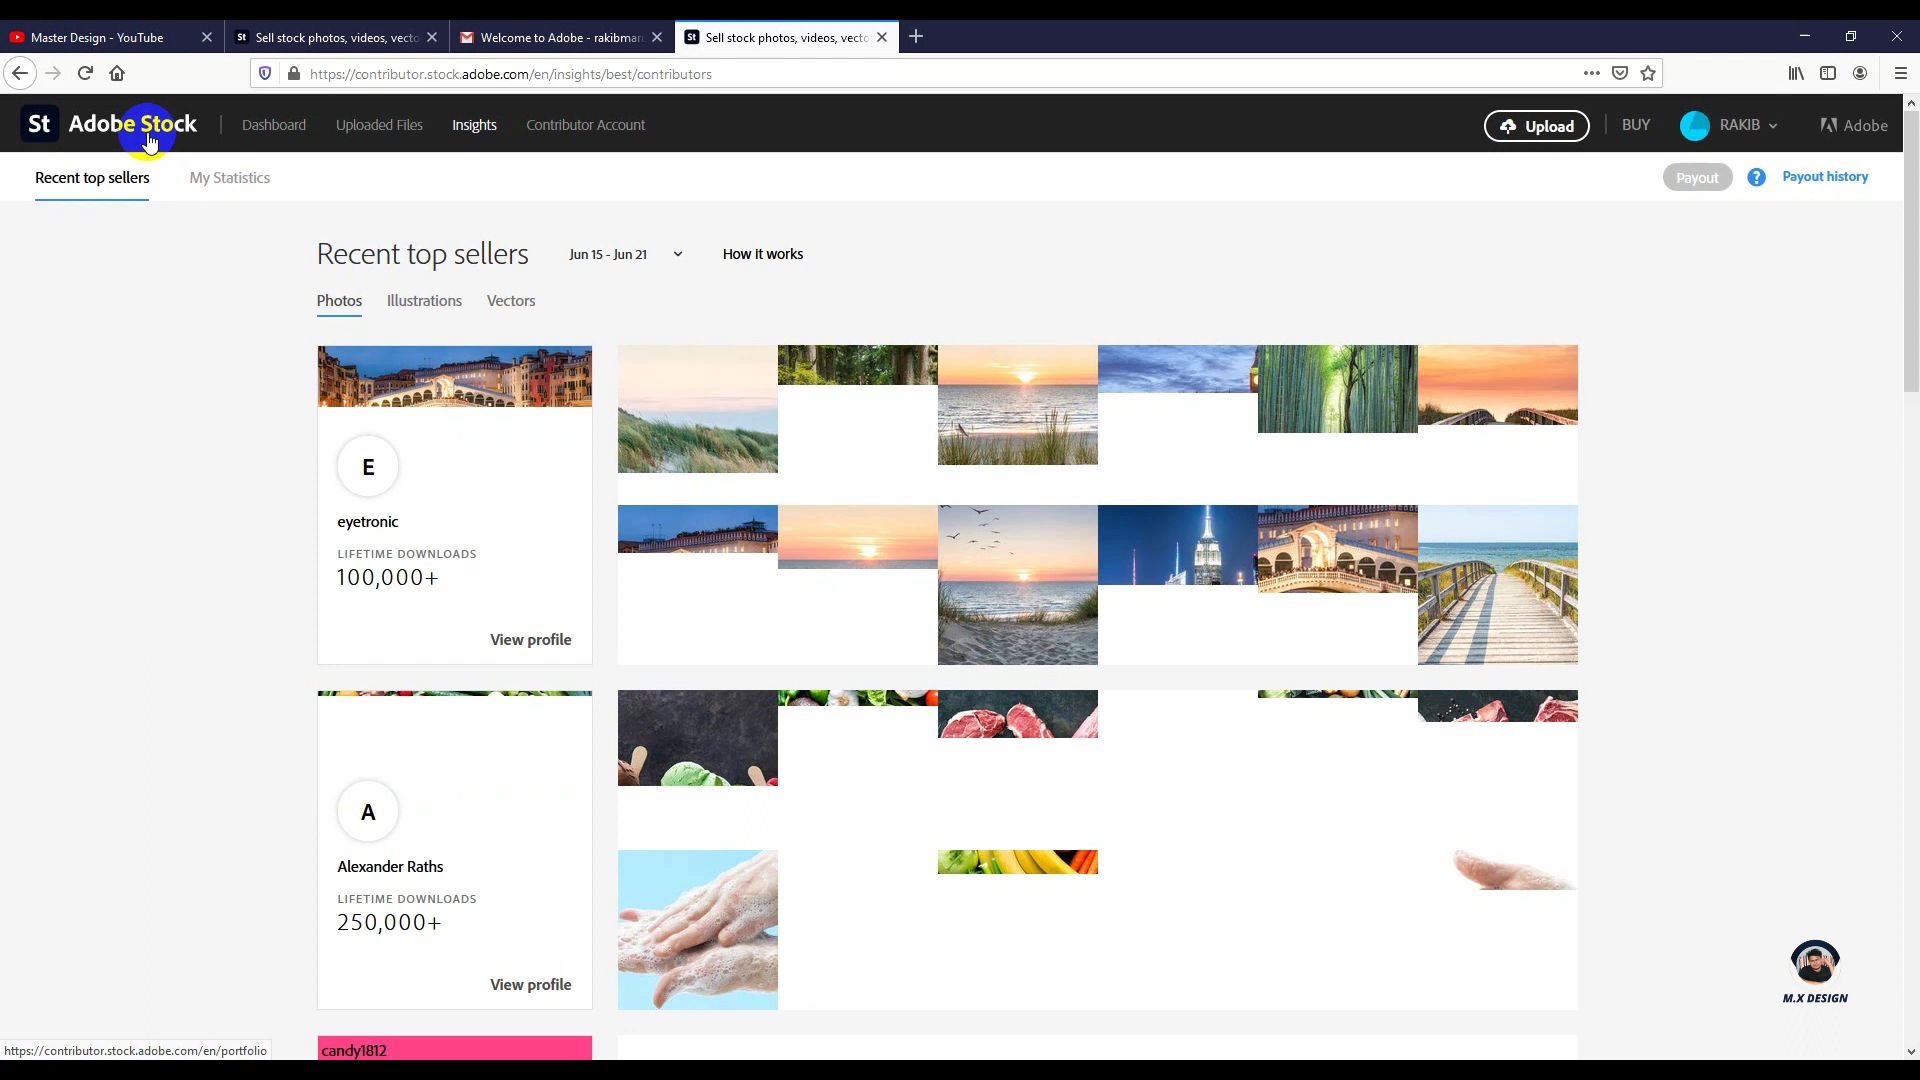 Master Design - YouTube
St Sell stock photos, videos, vecto
Welcome to Adobe - rakibman
St Sell stock photos, videos, vecto
https://contributor.stock.adobe.com/en/insights/best/contributors
St Adobe Stock
Dashboard
Uploaded Files
Insights
Contributor Account
Upload
BUY
RAKIB
Adobe
Recent top sellers
My Statistics
Payout
?
Payout history
Recent top sellers
Jun 15 - Jun 21
How it works
Photos
Illustrations
Vectors
E
eyetronic
LIFETIME DOWNLOADS
100,000+
View profile
A
Alexander Raths
LIFETIME DOWNLOADS
250,000+
View profile
M.X DESIGN
candy1812
https://contributor.stock.adobe.com/en/portfolio